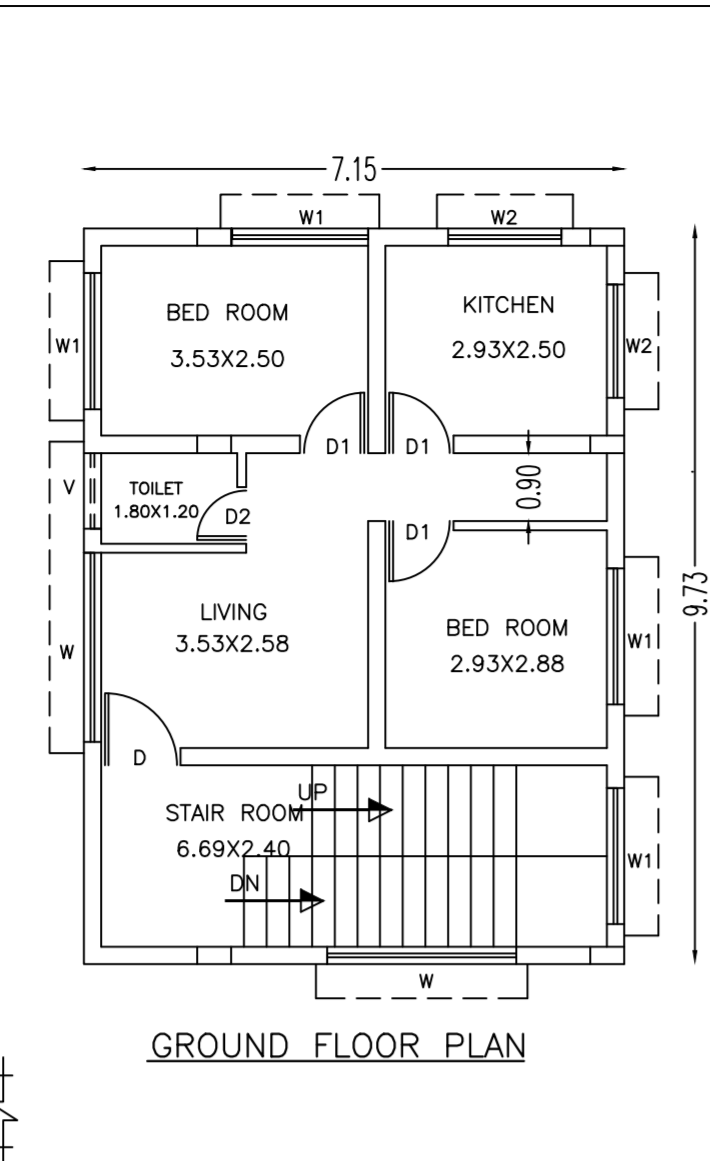 7.15
W1
W2
BED ROOM
3.53X2.50
KITCHEN
2.93X2.50
W1
W2
D1
D1
V
TOILET
1.80X1.20
D2
0.90
D1
9.73
LIVING
3.53X2.58
BED ROOM
2.93X2.88
W
W1
D
STAIR ROOM
6.69X2.40
UP
DN
W1
W
GROUND FLOOR PLAN